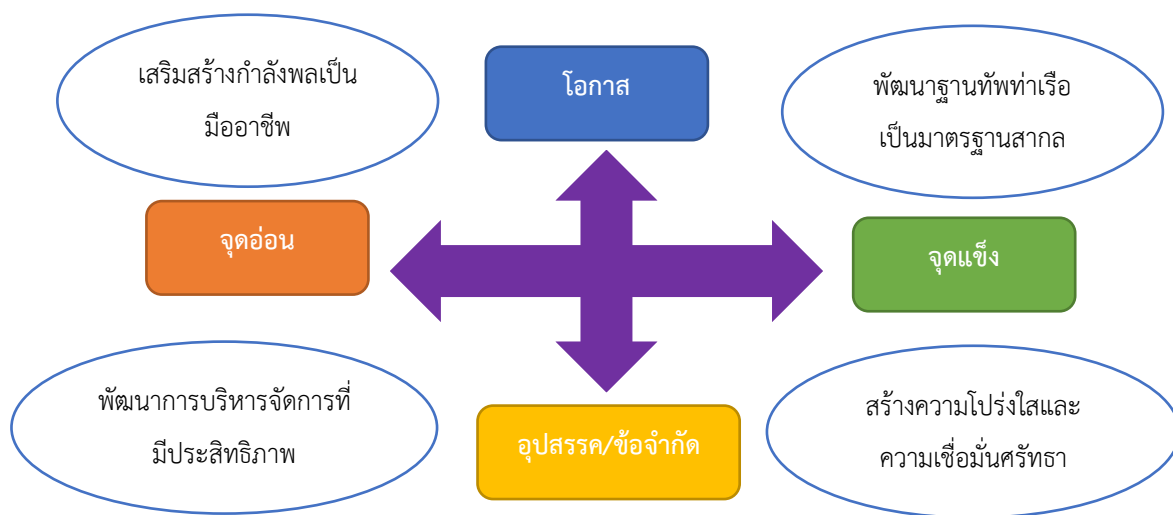 เสริมสร้างกำลังพลเป็น
มืออาชีพ
โอกาส
พัฒนาฐานทัพท่าเรือ
เป็นมาตรฐานสากล
จุดอ่อน
จุดแข็ง
พัฒนาการบริหารจัดการที่
มีประสิทธิภาพ
อุปสรรค/ข้อจำกัด
สร้างความโปร่งใสและ
ความเชื่อมั่นศรัทธา